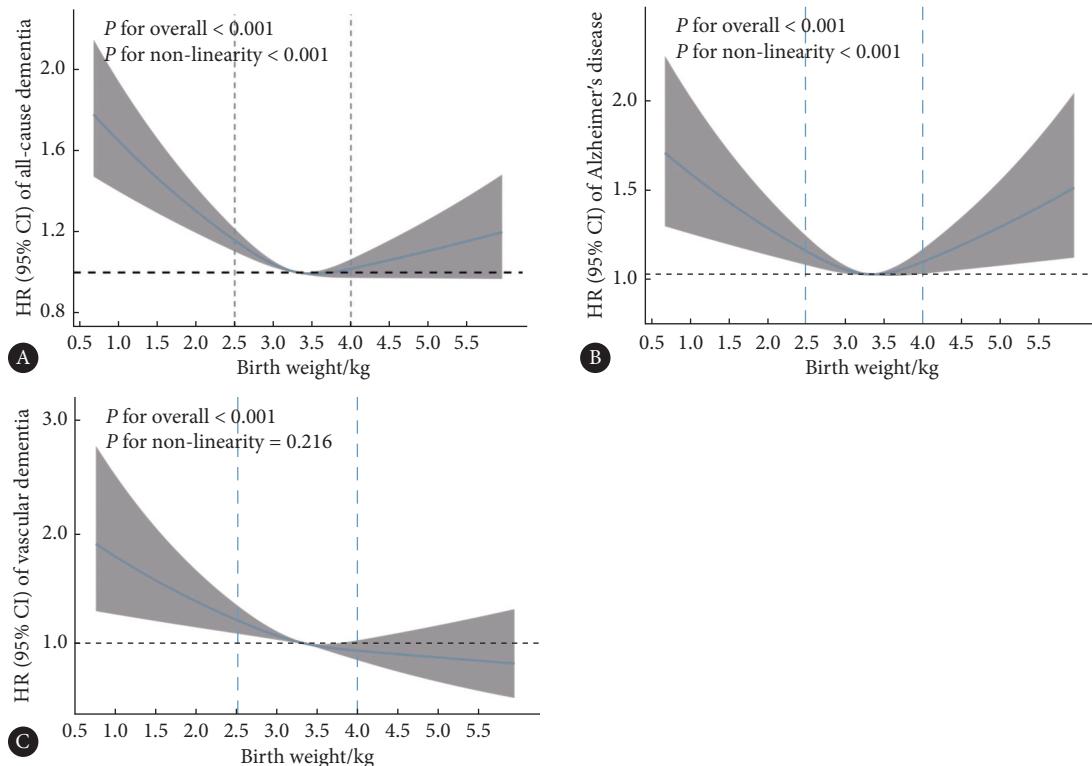 P for overall < 0.001
P for non-linearity < 0.001
HR (95% CI) of all-cause dementia
2.0
1.6
1.2
0.8
0.5 1.0 1.5 2.0 2.5 3.0 3.5 4.0 4.5 5.0 5.5
Birth weight/kg
A
P for overall < 0.001
P for non-linearity < 0.001
HR (95% CI) of Alzheimer's disease
2.0
1.5
1.0
0.5 1.0 1.5 2.0 2.5 3.0 3.5 4.0 4.5 5.0 5.5
Birth weight/kg
B
P for overall < 0.001
P for non-linearity = 0.216
HR (95% CI) of vascular dementia
3.0
2.0
1.0
0.5 1.0 1.5 2.0 2.5 3.0 3.5 4.0 4.5 5.0 5.5
Birth weight/kg
C